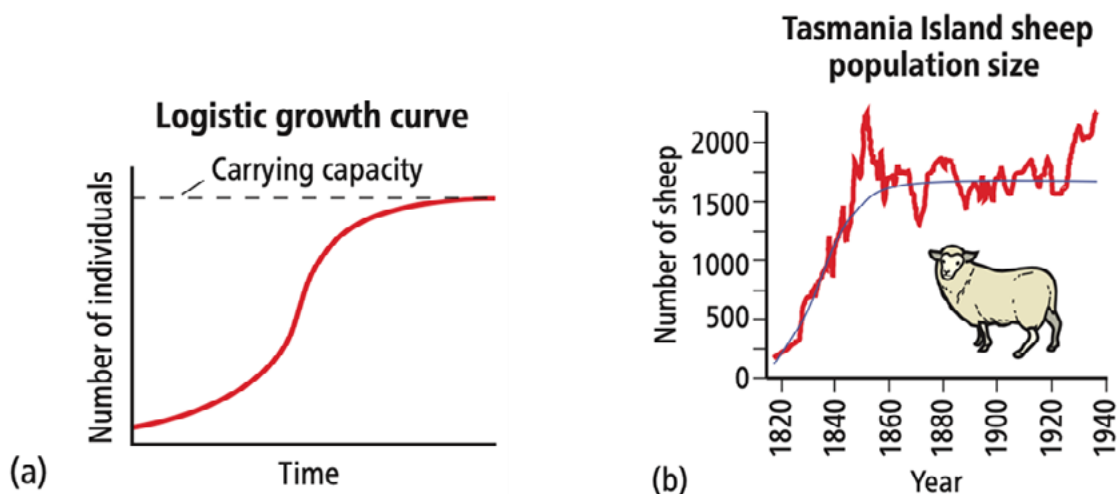 Logistic growth curve
Carrying capacity
Number of individuals
Time
(a)
Tasmania Island sheep
population size
Number of sheep
2000
1500
1000
500
0
1820
1840
1860
1880
1900
1920
1940
Year
(b)